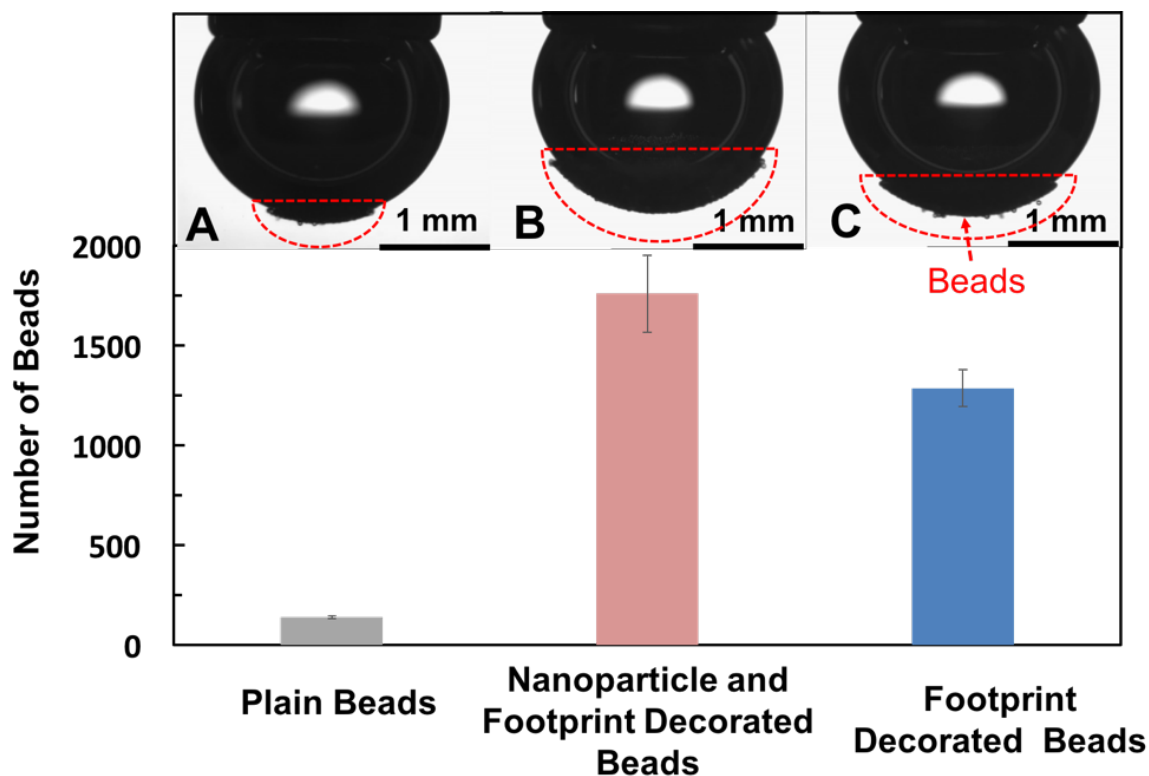 A
1 mm
B
1 mm
C
1 mm
Beads
Number of Beads
2000
1500
1000
500
0
Plain Beads
Nanoparticle and
Footprint Decorated
Beads
Footprint
Decorated Beads